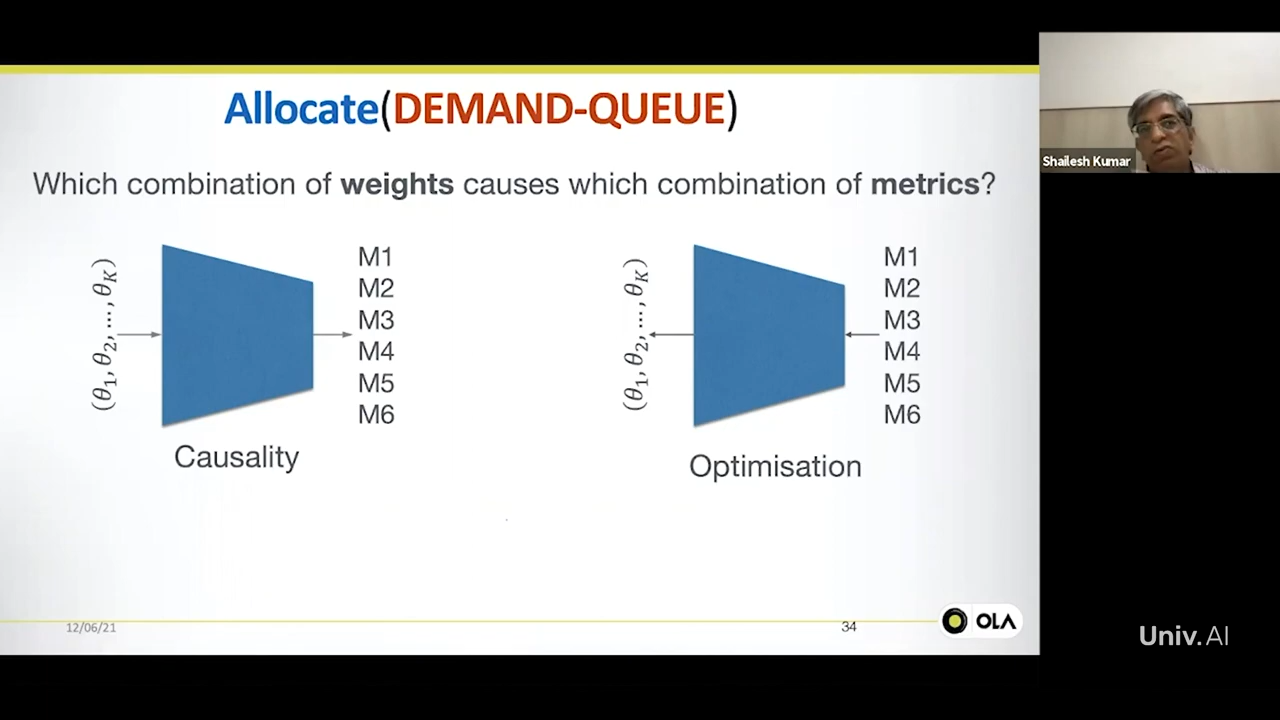 Allocate(DEMAND-QUEUE)
Shailesh Kumar
Which combination of weights causes which combination of metrics?
(θ₁, θ₂, ..., θ_K)
M1
M2
M3
M4
M5
M6
Causality
(θ₁, θ₂, ..., θ_K)
M1
M2
M3
M4
M5
M6
Optimisation
12/06/21
34
OLA
Univ.AI